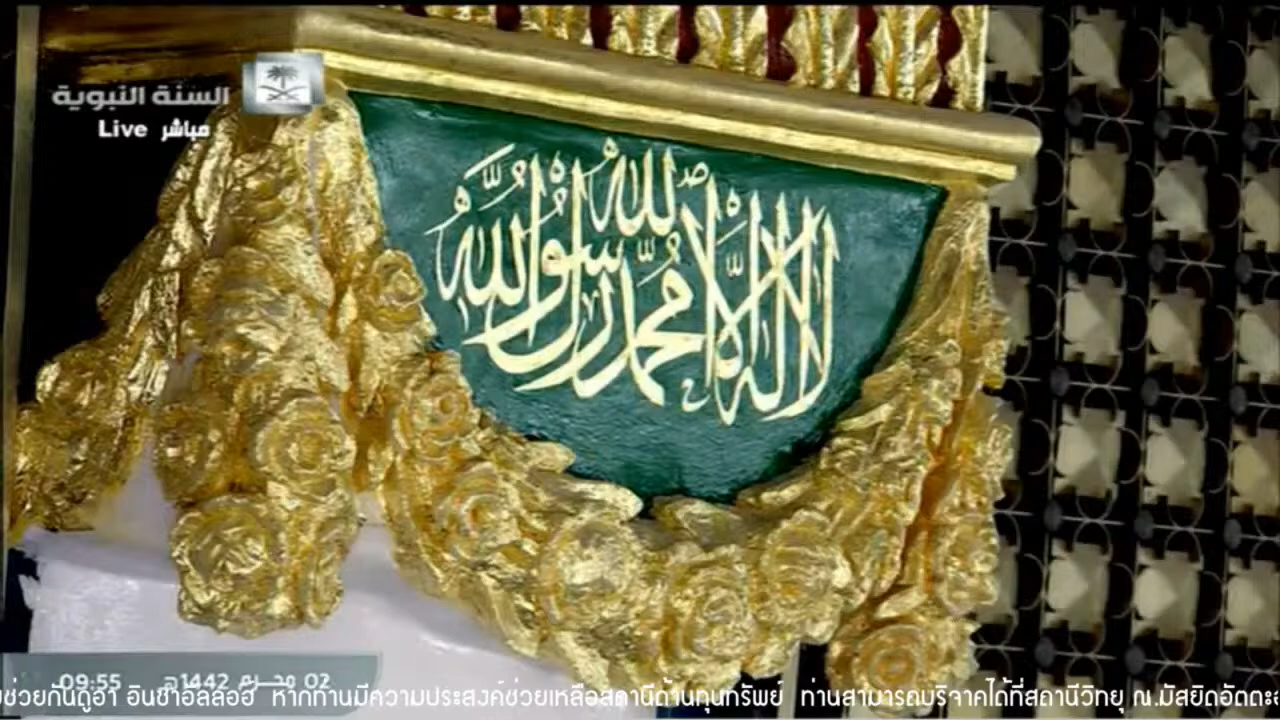 السنة النبوية
Live مباشر
لا إله إلا الله محمد رسول الله
09:55 02 محرم 1442هـ
ช่วยกันดูอา อินชาอัลลอฮ หากท่านมีความประสงค์ช่วยเหลือสถานีด้านทุนทรัพย์ ท่านสามารถบริจาคได้ที่สถานีวิทยุ ณ.มัสยิดอัตตะ